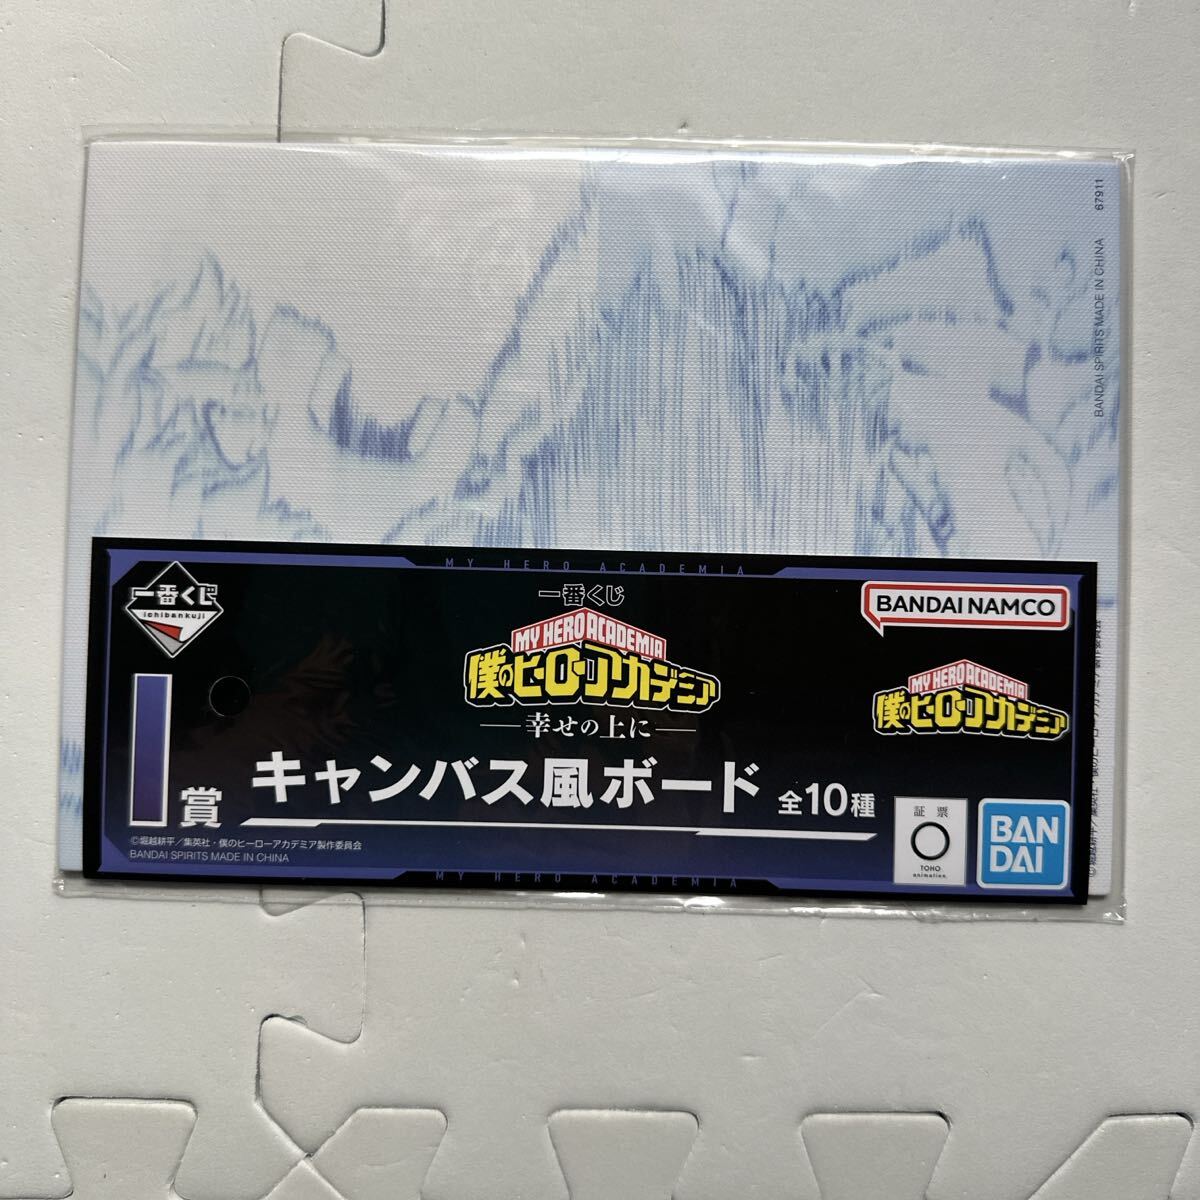 67911
BANDAI SPIRITS MADE IN CHINA
MY HERO ACADEMIA
一番くじ
ichibankuji
一番くじ
BANDAI NAMCO
MY HERO ACADEMIA
僕のヒーローアカデミア
幸せの上に
MY HERO ACADEMIA
僕のヒーローアカデミア
I賞
キャンバス風ボード 全10種
証票
TOHO
animation
BAN
DAI
©堀越耕平/集英社・僕のヒーローアカデミア製作委員会
BANDAI SPIRITS MADE IN CHINA
MY HERO ACADEMIA